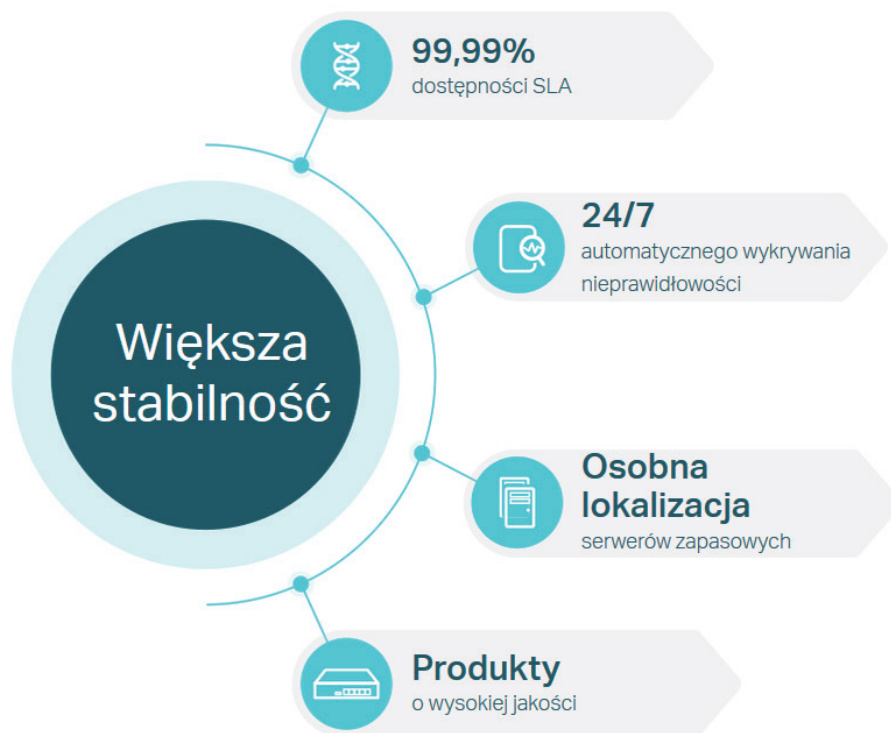 99,99%
dostępności SLA
24/7
automatycznego wykrywania
nieprawidłowości
Większa
stabilność
Osobna
lokalizacja
serwerów zapasowych
Produkty
o wysokiej jakości